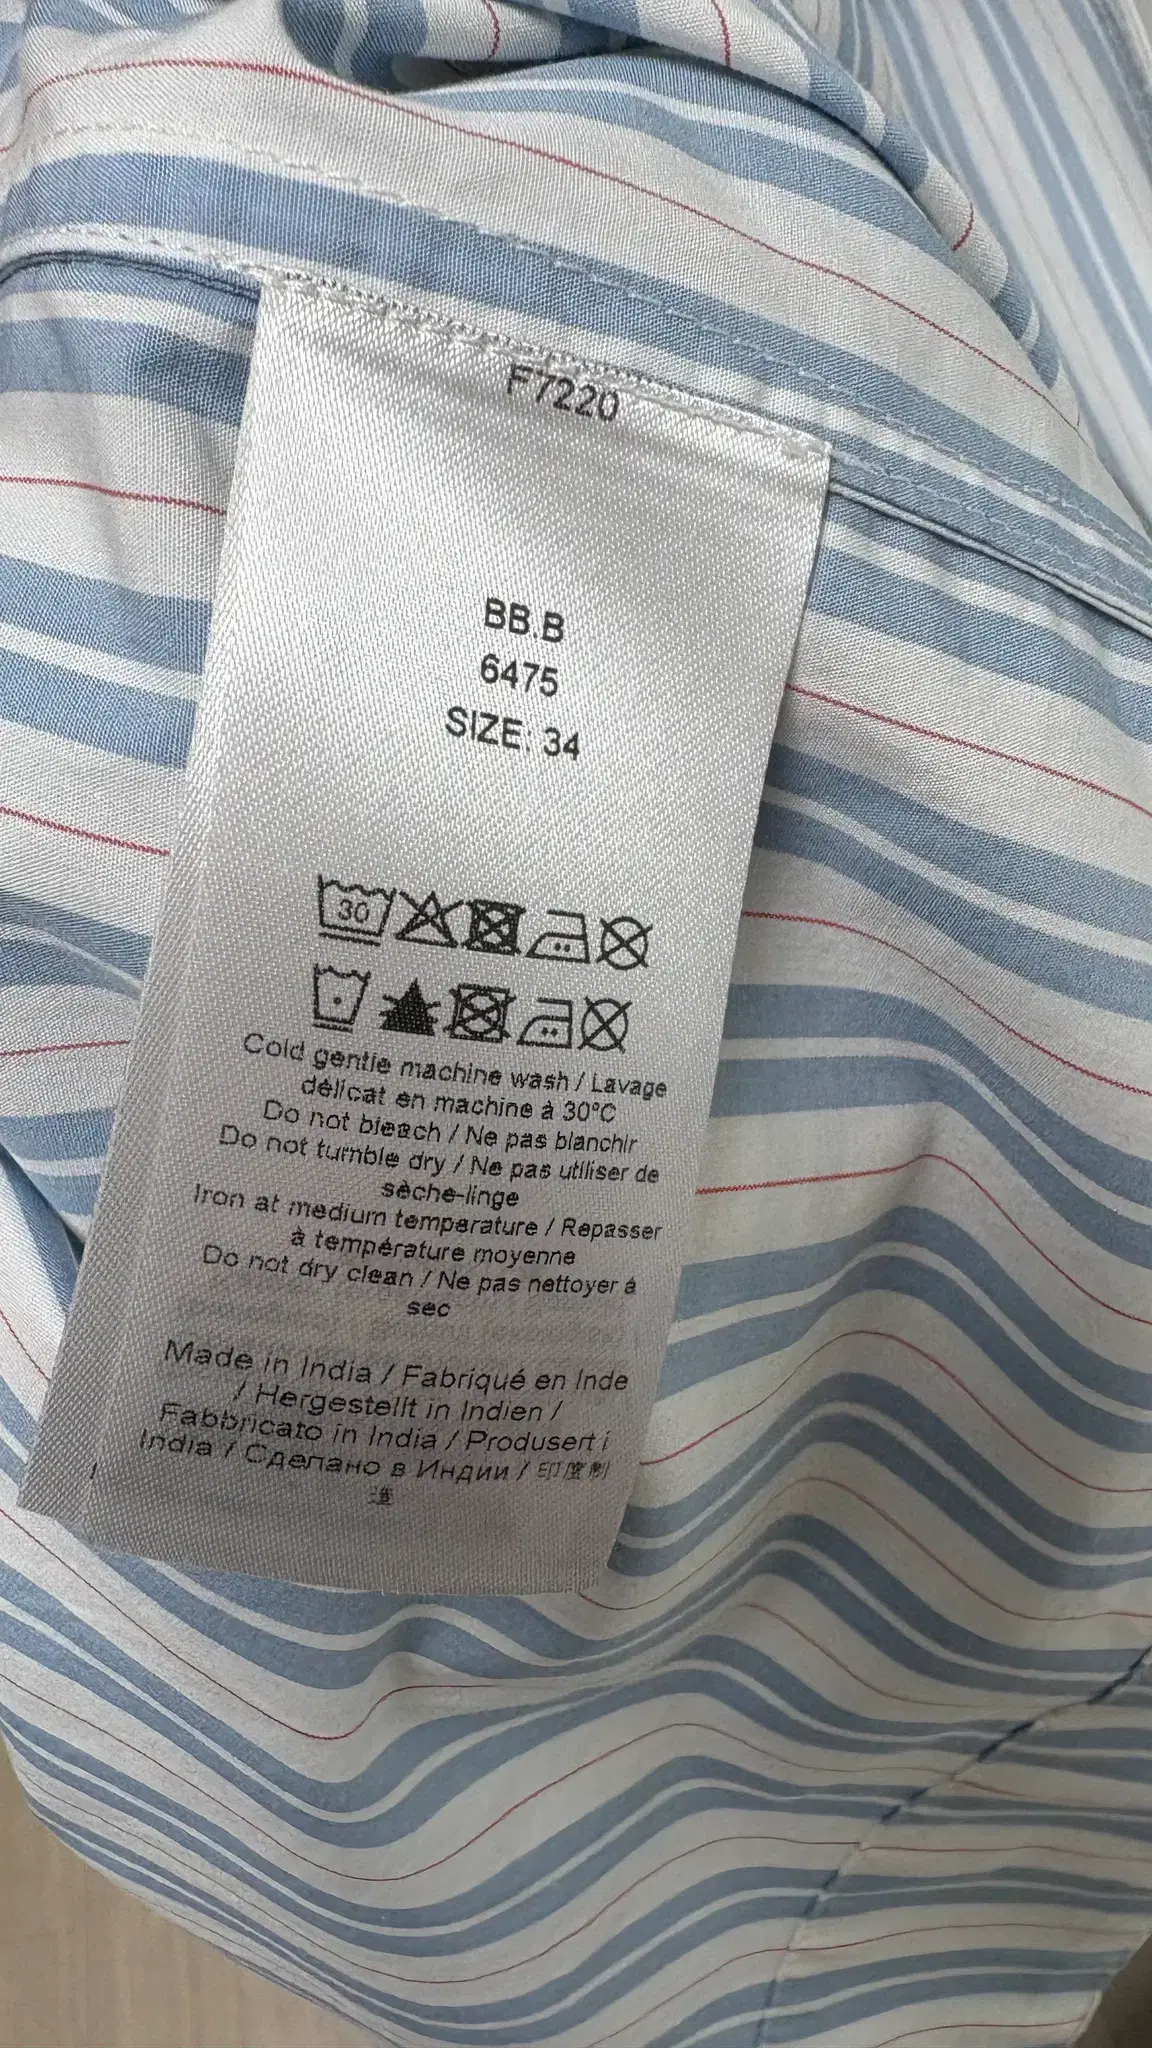 F7220
BB.B
6475
SIZE: 34
30
Cold gentle machine wash / Lavage
délicat en machine à 30°C
Do not bleach / Ne pas blanchir
Do not tumble dry / Ne pas utiliser de
sèche-linge
Iron at medium temperature / Repasser
à température moyenne
Do not dry clean / Ne pas nettoyer à
sec
Made in India / Fabriqué en Inde
/ Hergestellt in Indien /
Fabbricato in India / Produsert i
India / Сделано в Индии / 印度制
造